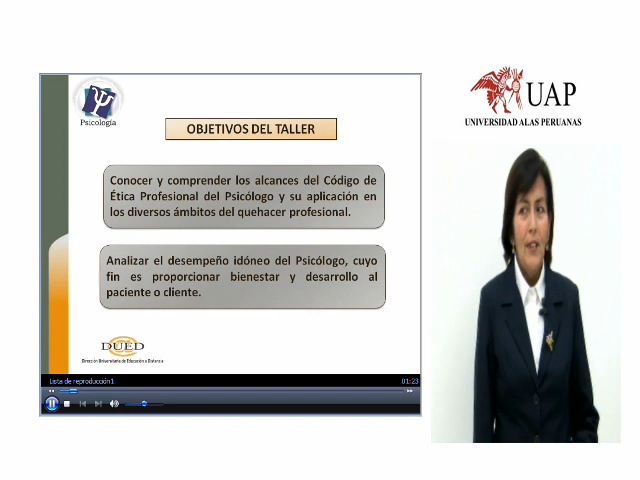 Psicología
OBJETIVOS DEL TALLER
Conocer y comprender los alcances del Código de
Ética Profesional del Psicólogo y su aplicación en
los diversos ámbitos del quehacer profesional.
Analizar el desempeño idóneo del Psicólogo, cuyo
fin es proporcionar bienestar y desarrollo al
paciente o cliente.
DUED
Dirección Universitaria de Educación a Distancia
Lista de reproducción1
01:23
UAP
UNIVERSIDAD ALAS PERUANAS